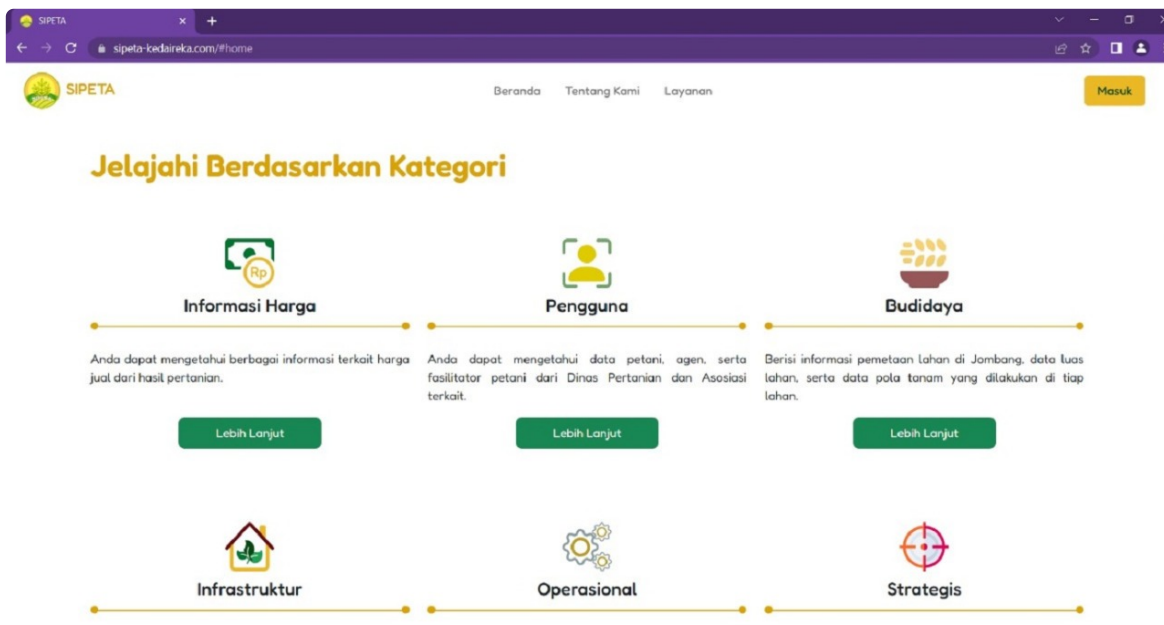 SIPETA
sipeta-kedaireka.com/#home
SIPETA
Beranda Tentang Kami Layanan
Masuk
Jelajahi Berdasarkan Kategori
Rp
Informasi Harga
Anda dapat mengetahui berbagai informasi terkait harga
jual dari hasil pertanian.
Lebih Lanjut
Pengguna
Anda dapat mengetahui data petani, agen, serta
fasilitator petani dari Dinas Pertanian dan Asosiasi
terkait.
Lebih Lanjut
Budidaya
Berisi informasi pemetaan lahan di Jombang, data luas
lahan, serta data pola tanam yang dilakukan di tiap
lahan.
Lebih Lanjut
Infrastruktur
Operasional
Strategis